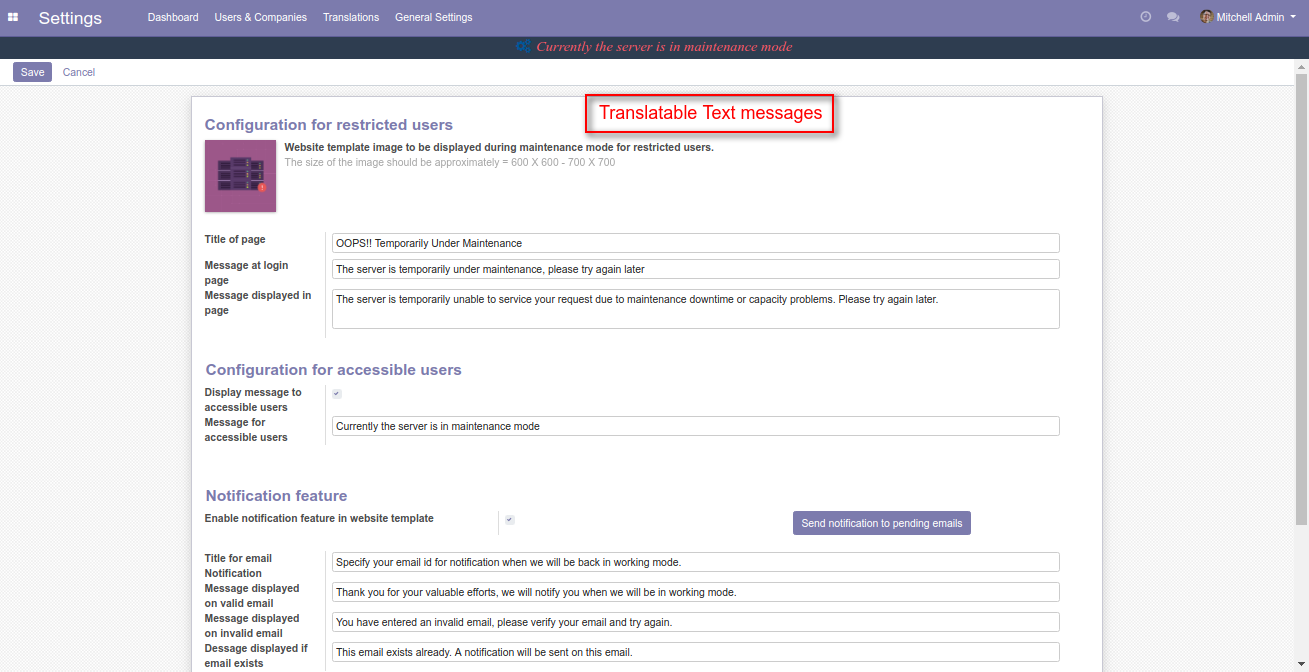 Settings Dashboard Users & Companies Translations General Settings Mitchell Admin
Currently the server is in maintenance mode
Save Cancel
Translatable Text messages
Configuration for restricted users
Website template image to be displayed during maintenance mode for restricted users.
The size of the image should be approximately = 600 X 600 - 700 X 700
Title of page
OOPS!! Temporarily Under Maintenance
Message at login
page
The server is temporarily under maintenance, please try again later
Message displayed in
page
The server is temporarily unable to service your request due to maintenance downtime or capacity problems. Please try again later.
Configuration for accessible users
Display message to
accessible users
Message for
accessible users
Currently the server is in maintenance mode
Notification feature
Enable notification feature in website template
Send notification to pending emails
Title for email
Notification
Specify your email id for notification when we will be back in working mode.
Message displayed
on valid email
Thank you for your valuable efforts, we will notify you when we will be in working mode.
Message displayed
on invalid email
You have entered an invalid email, please verify your email and try again.
Dessage displayed if
email exists
This email exists already. A notification will be sent on this email.